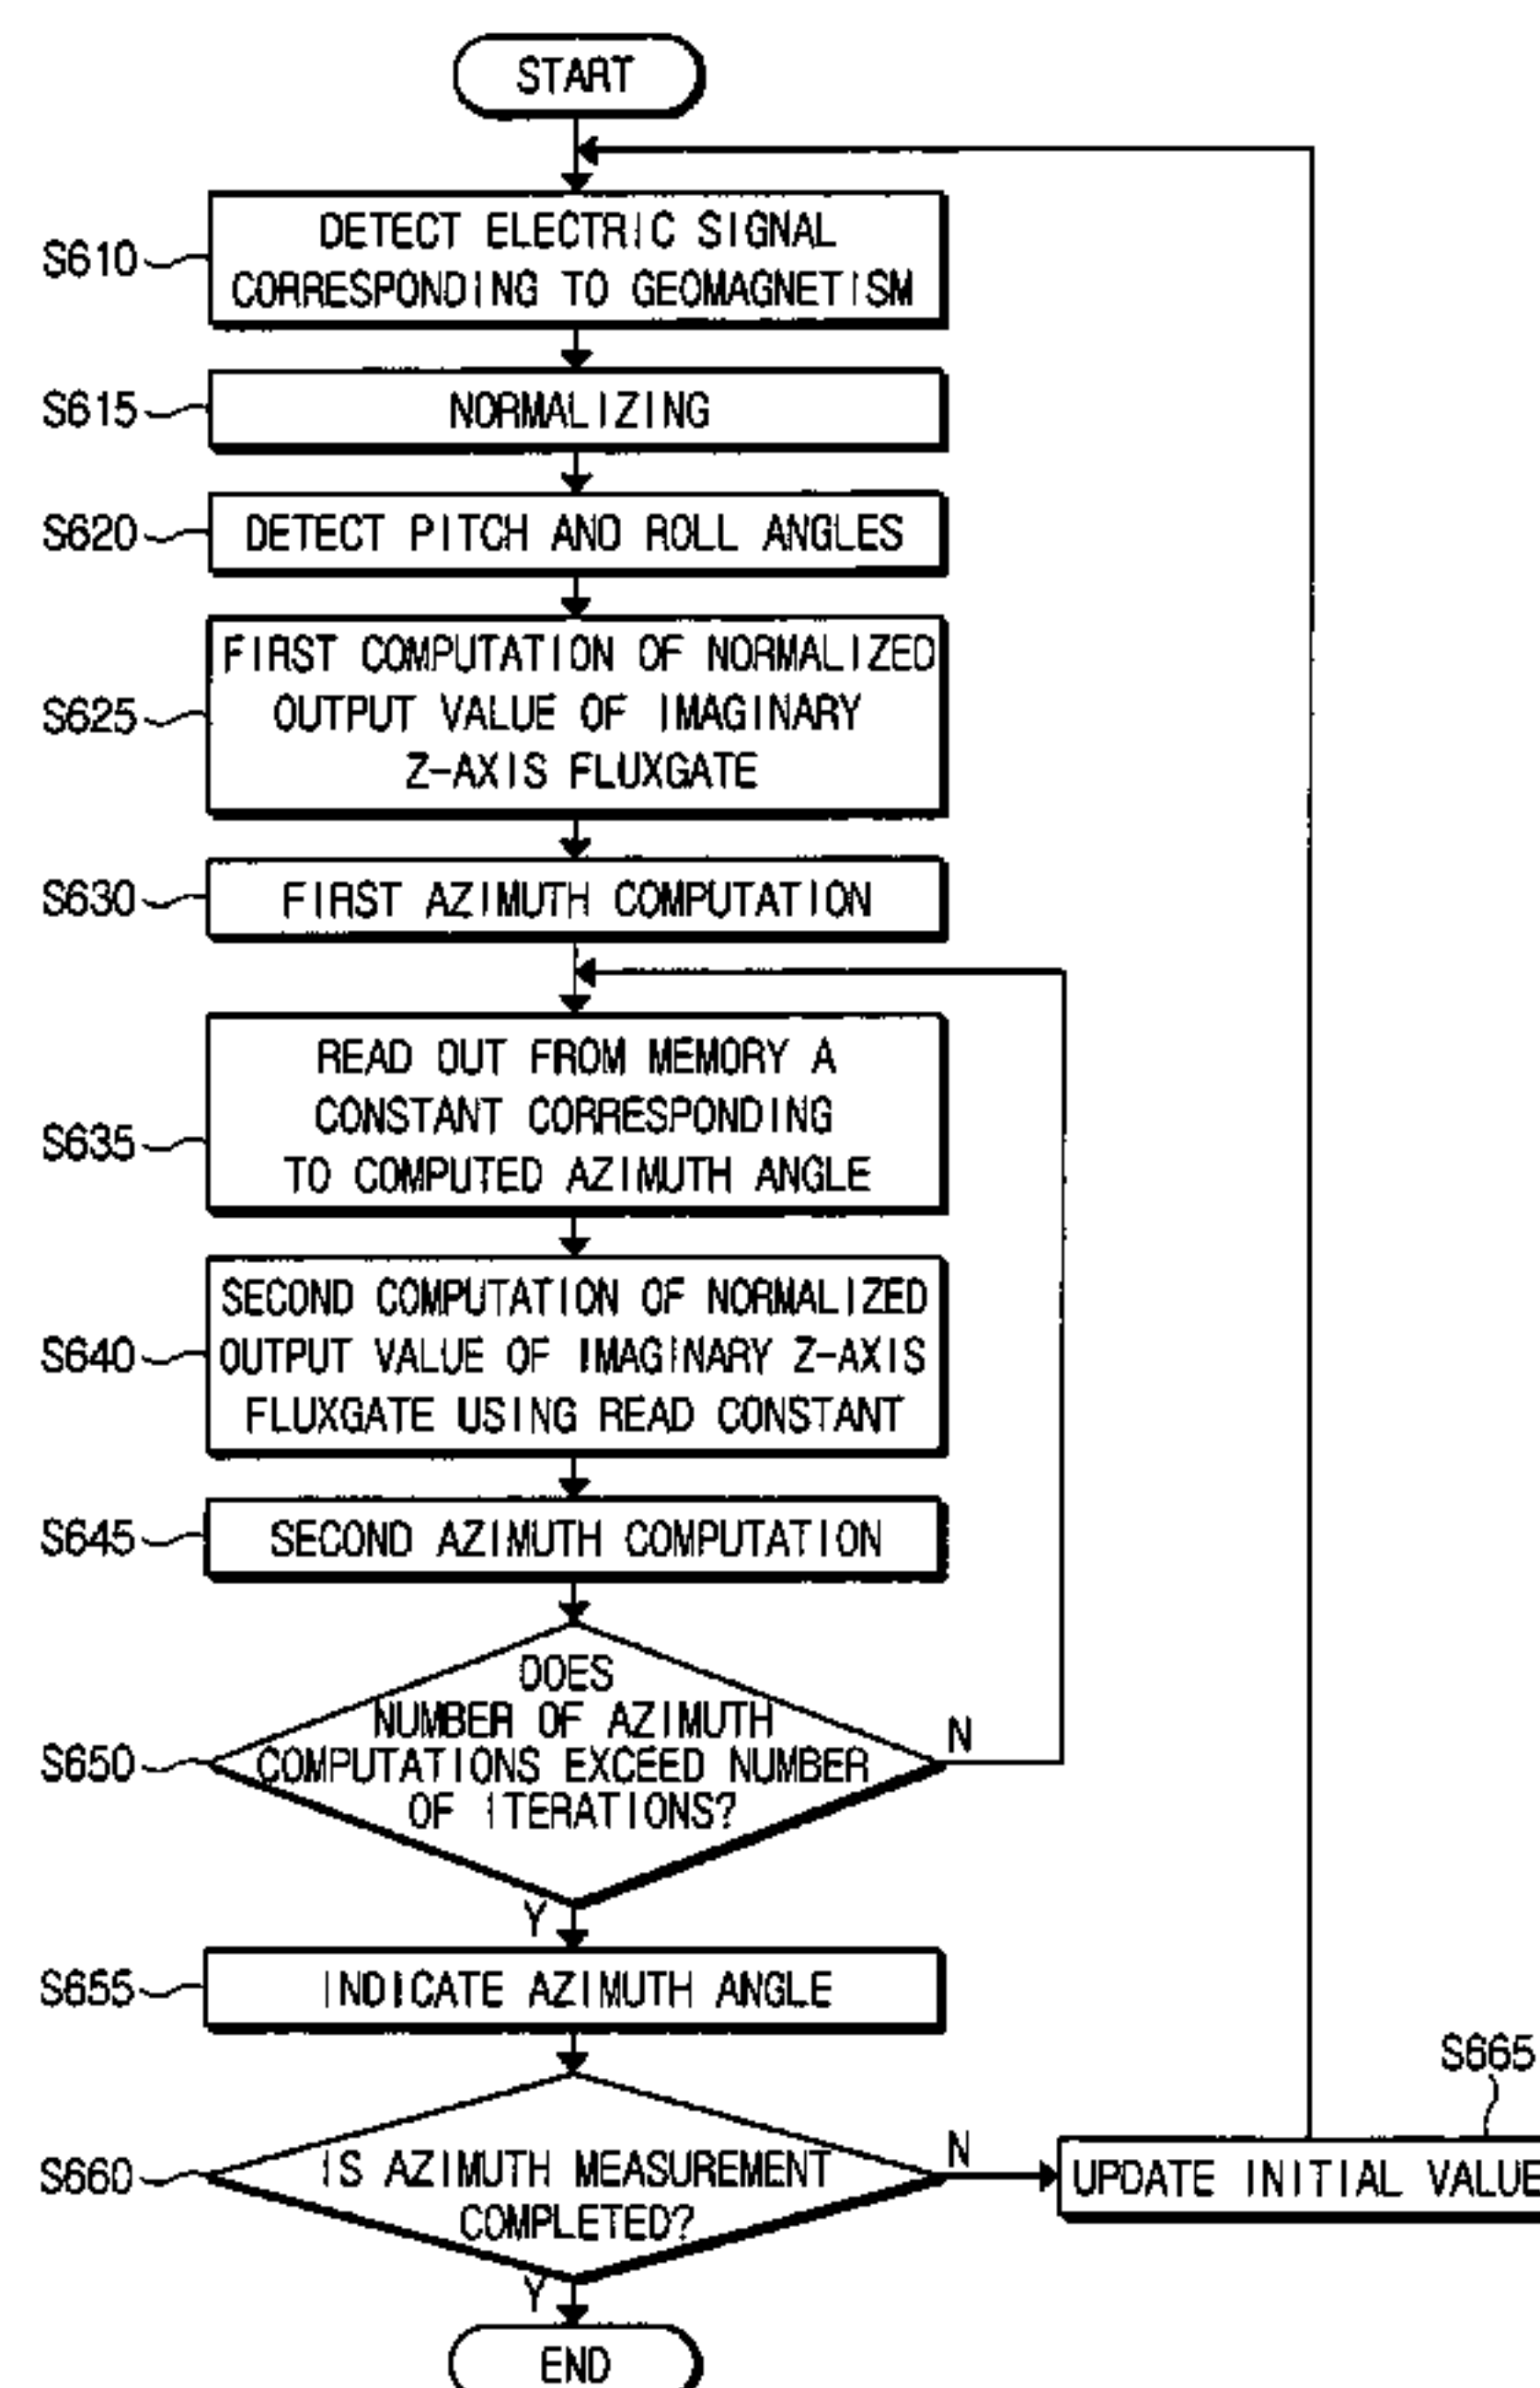 START
S610
DETECT ELECTRIC SIGNAL
CORRESPONDING TO GEOMAGNETISM
S615
NORMALIZING
S620
DETECT PITCH AND ROLL ANGLES
S625
FIRST COMPUTATION OF NORMALIZED
OUTPUT VALUE OF IMAGINARY
Z-AXIS FLUXGATE
S630
FIRST AZIMUTH COMPUTATION
S635
READ OUT FROM MEMORY A
CONSTANT CORRESPONDING
TO COMPUTED AZIMUTH ANGLE
S640
SECOND COMPUTATION OF NORMALIZED
OUTPUT VALUE OF IMAGINARY Z-AXIS
FLUXGATE USING READ CONSTANT
S645
SECOND AZIMUTH COMPUTATION
S650
DOES
NUMBER OF AZIMUTH
COMPUTATIONS EXCEED NUMBER
OF ITERATIONS?
N
Y
S655
INDICATE AZIMUTH ANGLE
S660
IS AZIMUTH MEASUREMENT
COMPLETED?
N
S665
UPDATE INITIAL VALUE
Y
END